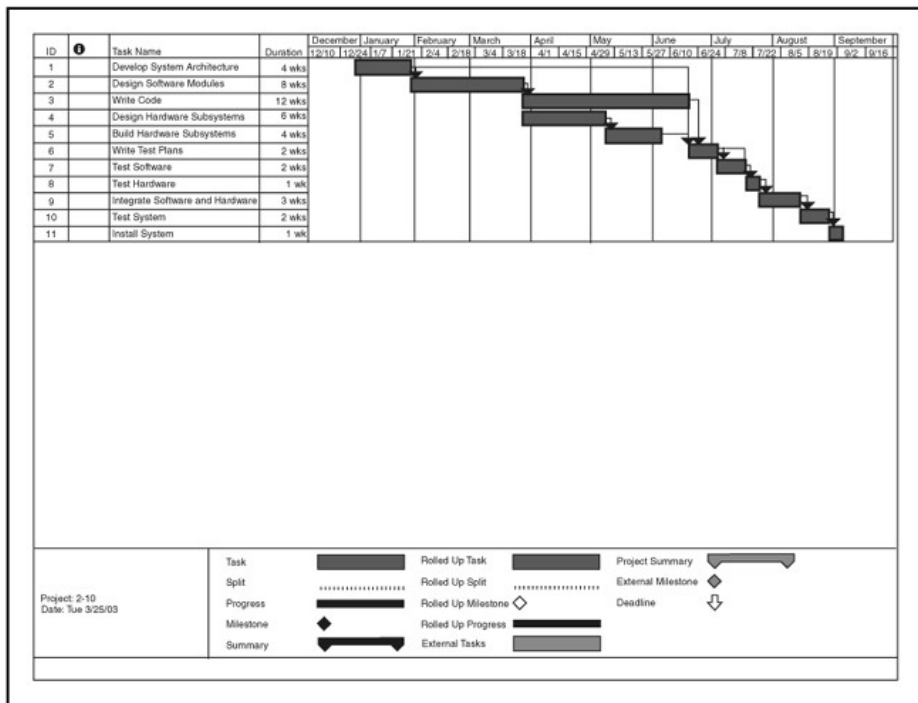 December January February March April May June July August September
ID Task Name Duration 12/10 12/24 1/7 1/21 2/4 2/18 3/4 3/18 4/1 4/15 4/29 5/13 5/27 6/10 6/24 7/8 7/22 8/5 8/19 9/2 9/16
1 Develop System Architecture 4 wks
2 Design Software Modules 8 wks
3 Write Code 12 wks
4 Design Hardware Subsystems 6 wks
5 Build Hardware Subsystems 4 wks
6 Write Test Plans 2 wks
7 Test Software 2 wks
8 Test Hardware 1 wk
9 Integrate Software and Hardware 3 wks
10 Test System 2 wks
11 Install System 1 wk
Project: 2-10
Date: Tue 3/25/03
Task Rolled Up Task Project Summary
Split Rolled Up Split External Milestone
Progress Rolled Up Milestone Deadline
Milestone Rolled Up Progress
Summary External Tasks